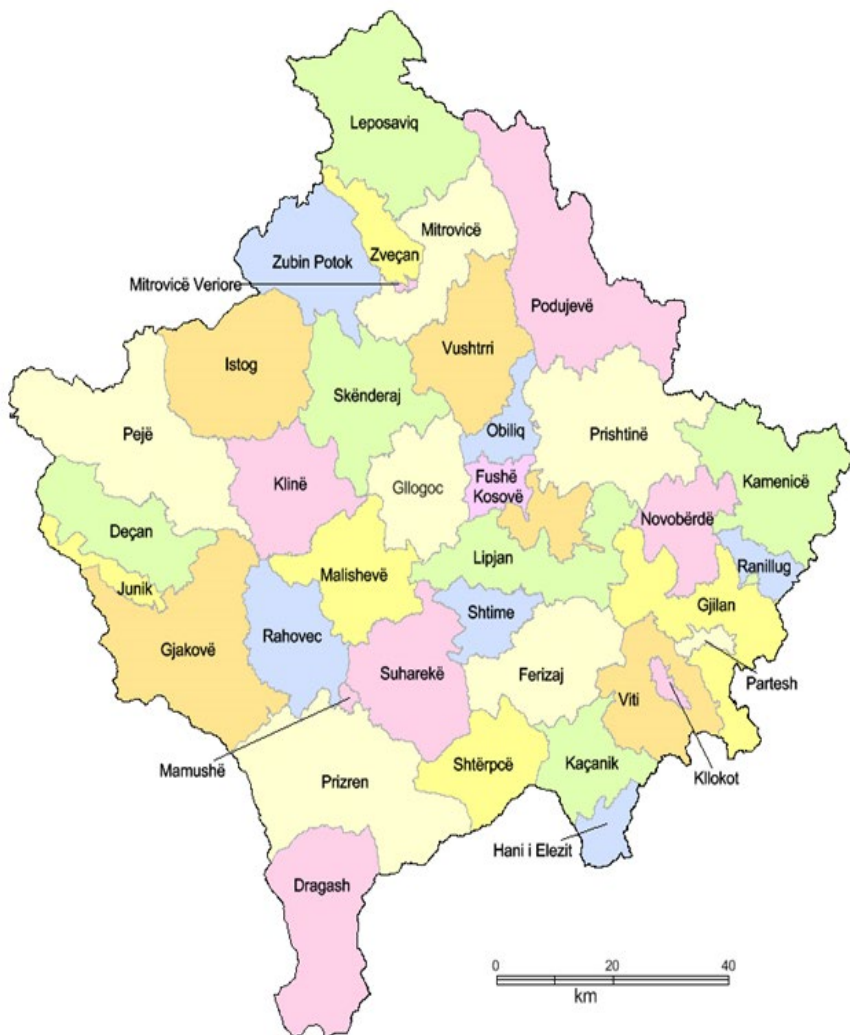 Leposaviq
Mitrovicë
Zveçan
Zubin Potok
Mitrovicë Veriore
Podujevë
Vushtrri
Istog
Skënderaj
Obiliq
Prishtinë
Pejë
Klinë
Gllogoc
Fushë
Kosovë
Kamenicë
Novobërdë
Deçan
Lipjan
Ranillug
Malishevë
Junik
Gjilan
Shtime
Rahovec
Gjakovë
Suharekë
Ferizaj
Partesh
Viti
Mamushë
Shtërpcë
Kaçanik
Kllokot
Prizren
Hani i Elezit
Dragash
0 20 40
km